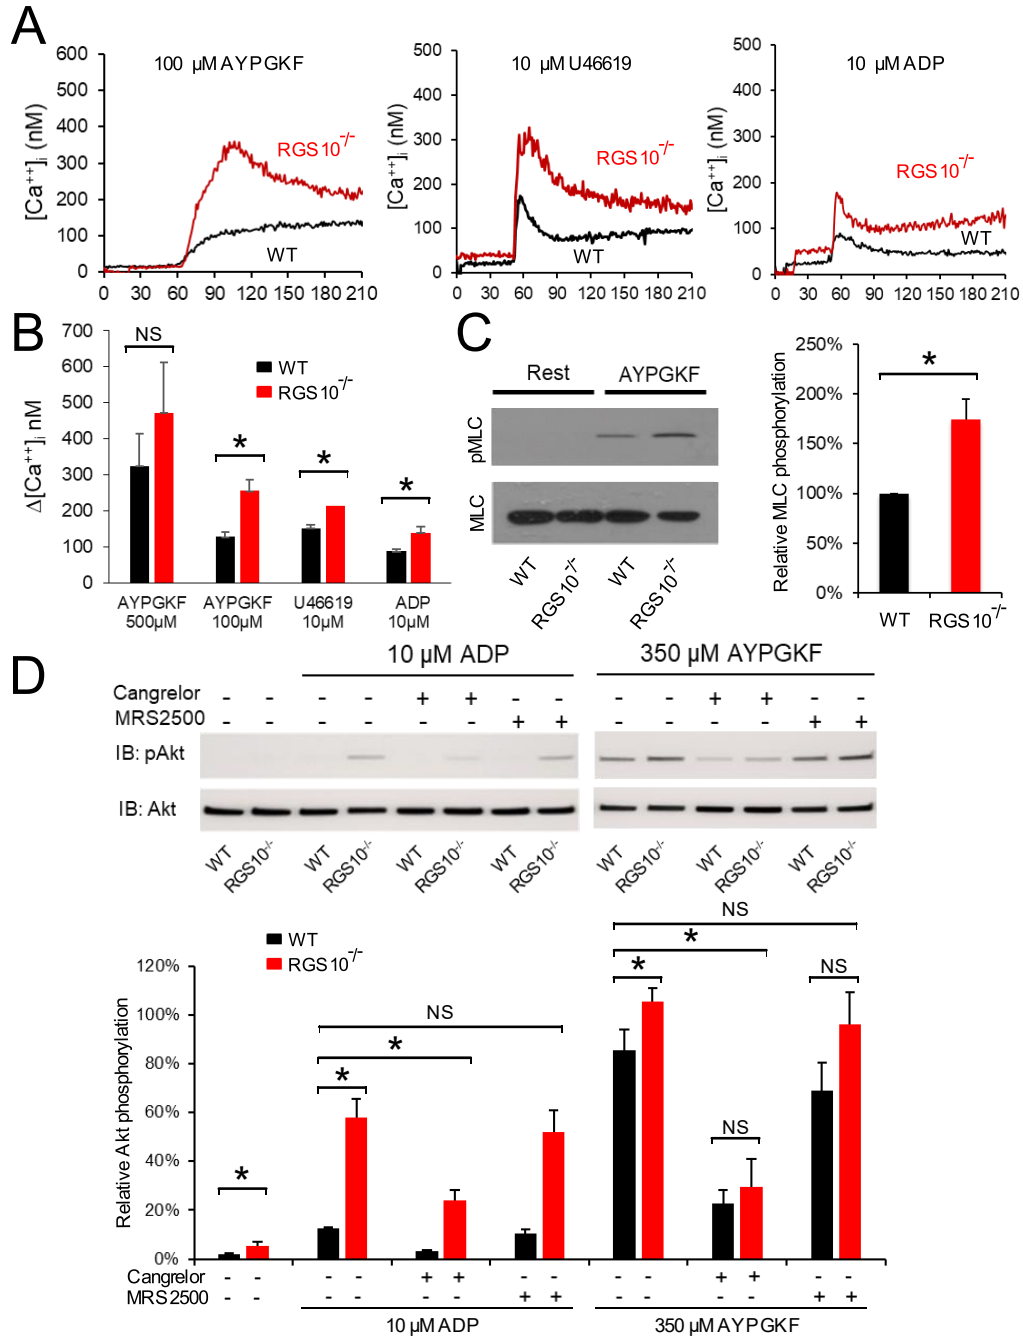 A
100 µM AYPGKF
10 µM U46619
10 µM ADP
[Ca++]i (nM)
600
500
400
300
200
100
0
RGS10-/-
WT
0 30 60 90 120 150 180 210
[Ca++]i (nM)
500
400
300
200
100
0
RGS10-/-
WT
0 30 60 90 120 150 180 210
[Ca++]i (nM)
500
400
300
200
100
0
RGS10-/-
WT
0 30 60 90 120 150 180 210
B
Δ[Ca++]i nM
700
600
500
400
300
200
100
0
NS
WT
RGS10-/-
*
*
*
AYPGKF 500µM
AYPGKF 100µM
U46619 10µM
ADP 10µM
C
Rest
AYPGKF
pMLC
MLC
WT
RGS10-/-
WT
RGS10-/-
Relative MLC phosphorylation
250%
200%
150%
100%
50%
0%
*
WT
RGS10-/-
D
10 µM ADP
350 µM AYPGKF
Cangrelor - - - - + + - - - - + + - -
MRS2500 - - - - - - + + - - - - + +
IB: pAkt
IB: Akt
WT RGS10-/- WT RGS10-/- WT RGS10-/- WT RGS10-/- WT RGS10-/- WT RGS10-/- WT RGS10-/-
WT
RGS10-/-
Relative Akt phosphorylation
120%
100%
80%
60%
40%
20%
0%
*
NS
*
*
NS
*
*
NS
NS
Cangrelor - - - - + + - - - - + + - -
MRS2500 - - - - - - + + - - - - + +
10 µM ADP
350 µM AYPGKF